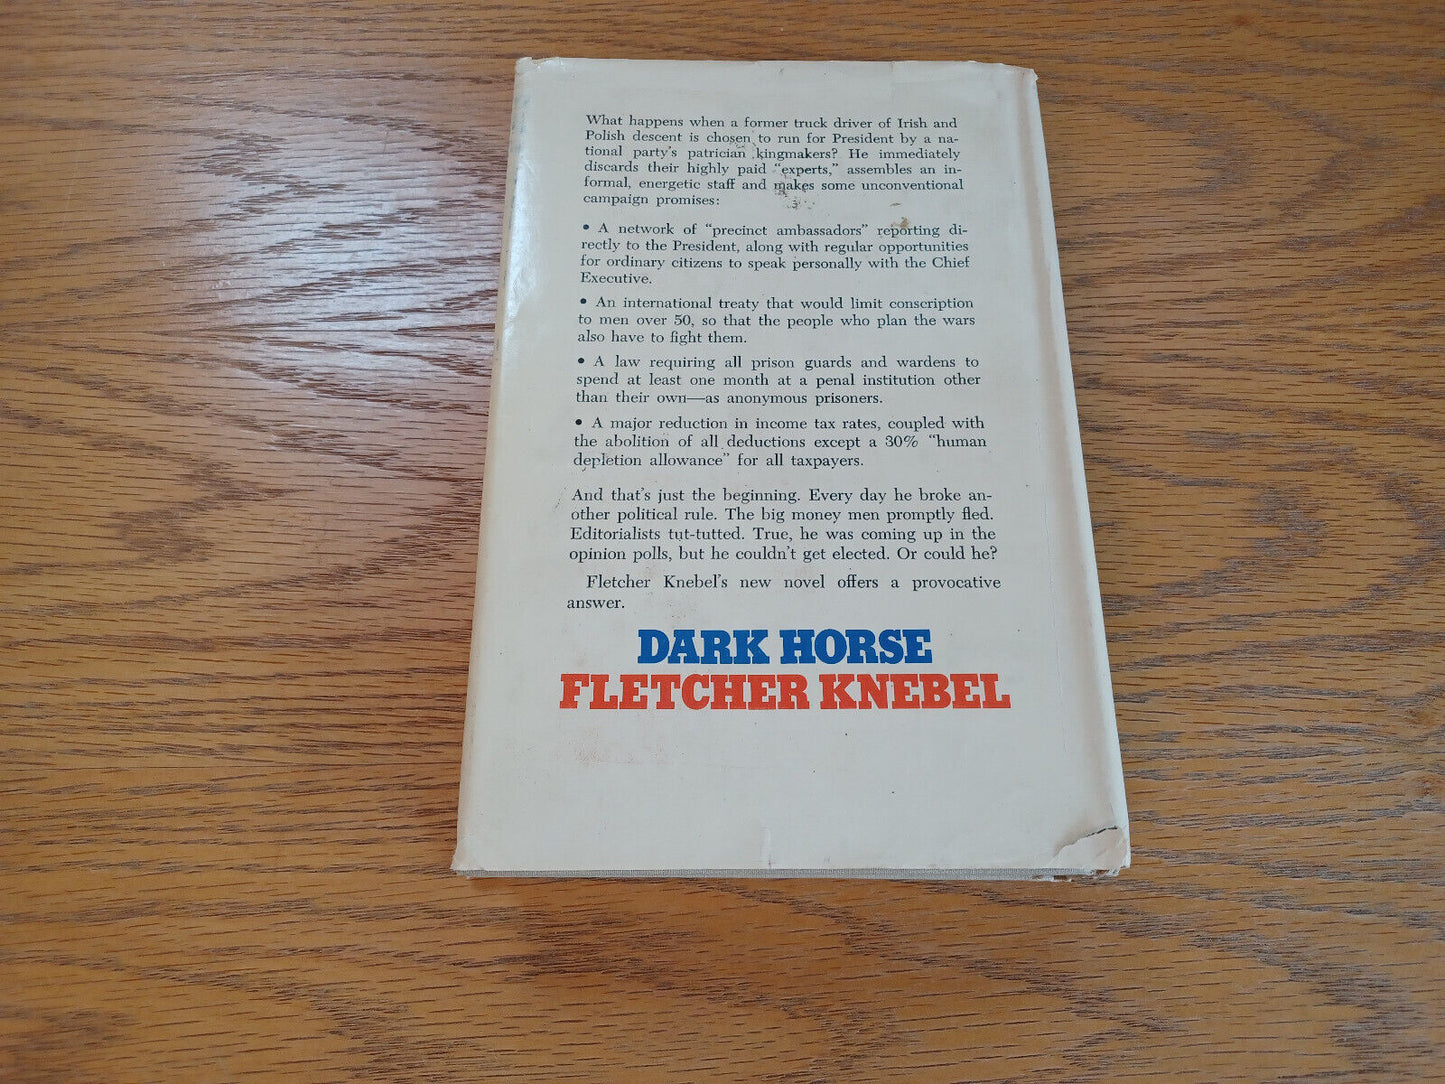 What happens when a former truck driver of Irish and
Polish descent is chosen to run for President by a na-
tional party's patrician kingmakers? He immediately
discards their highly paid "experts," assembles an in-
formal, energetic staff and makes some unconventional
campaign promises:
• A network of "precinct ambassadors" reporting di-
rectly to the President, along with regular opportunities
for ordinary citizens to speak personally with the Chief
Executive.
• An international treaty that would limit conscription
to men over 50, so that the people who plan the wars
also have to fight them.
• A law requiring all prison guards and wardens to
spend at least one month at a penal institution other
than their own—as anonymous prisoners.
• A major reduction in income tax rates, coupled with
the abolition of all deductions except a 30% "human
depletion allowance" for all taxpayers.
And that's just the beginning. Every day he broke an-
other political rule. The big money men promptly fled.
Editorialists tut-tutted. True, he was coming up in the
opinion polls, but he couldn't get elected. Or could he?
Fletcher Knebel's new novel offers a provocative
answer.
DARK HORSE
FLETCHER KNEBEL